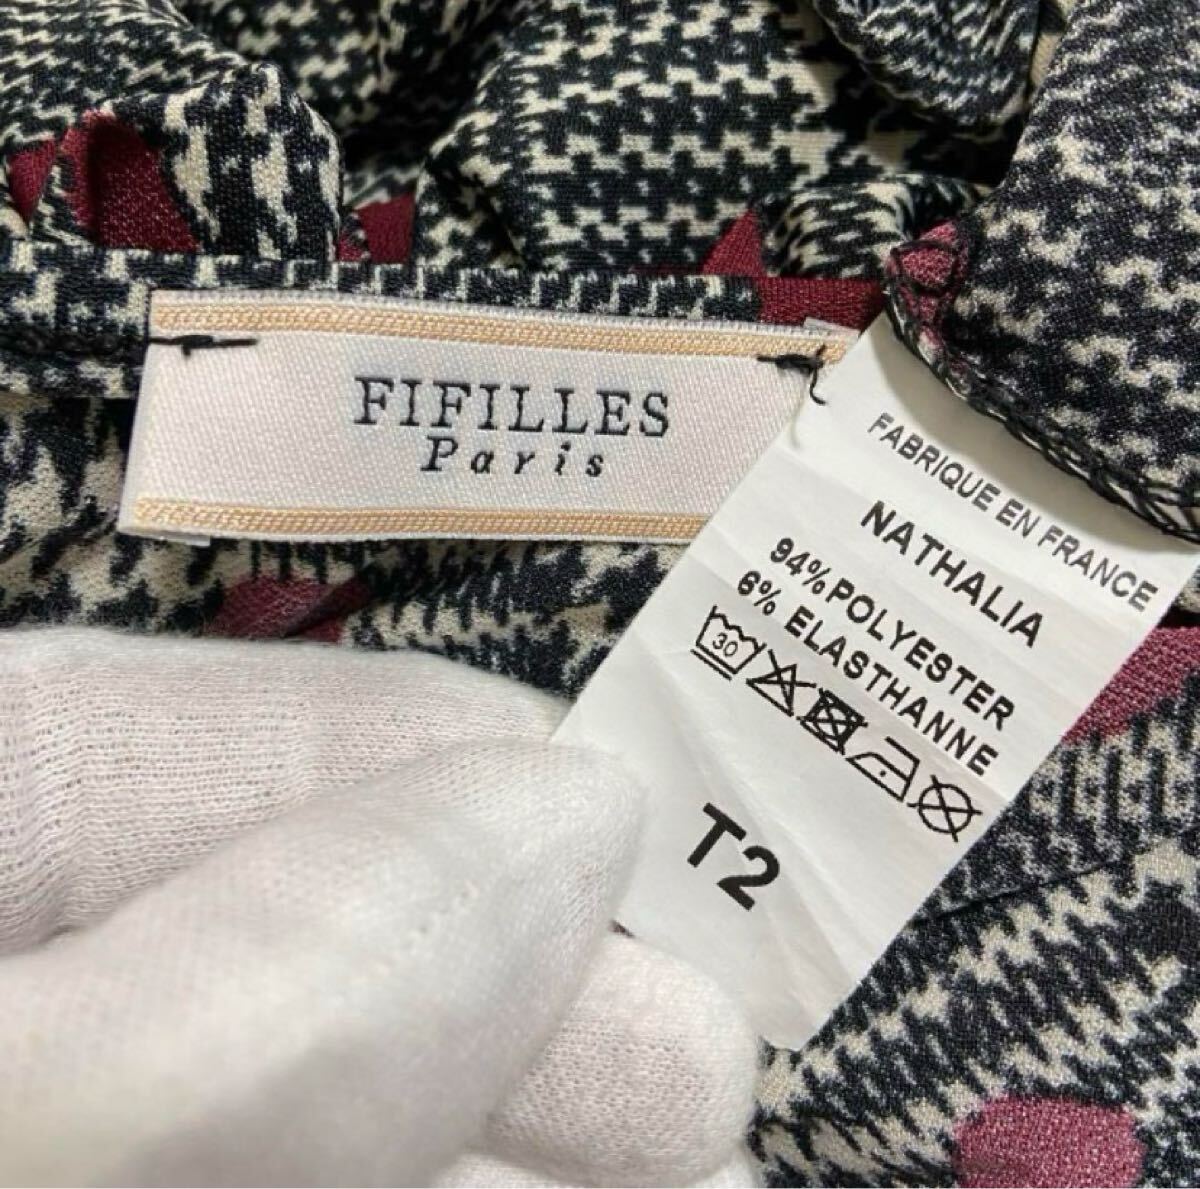 FIFILLES
Paris
FABRIQUE EN FRANCE
NATHALIA
94% POLYESTER
6% ELASTHANNE
30
T2